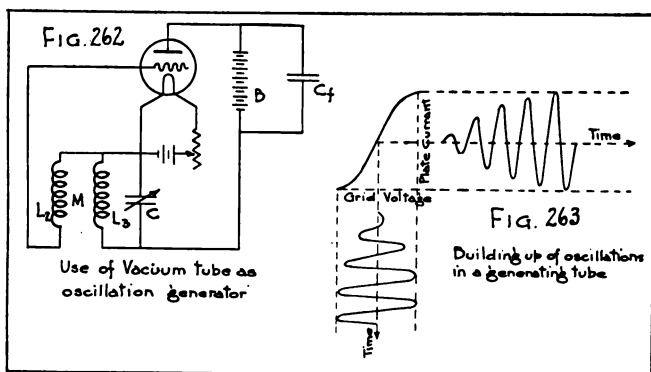 FIG. 262
B
Cf
L2
M
L3
C
Use of Vacuum tube as
oscillation generator
Plate Currant
Time
Grid Voltage
Time
FIG. 263
Building up of oscillations
in a generating tube